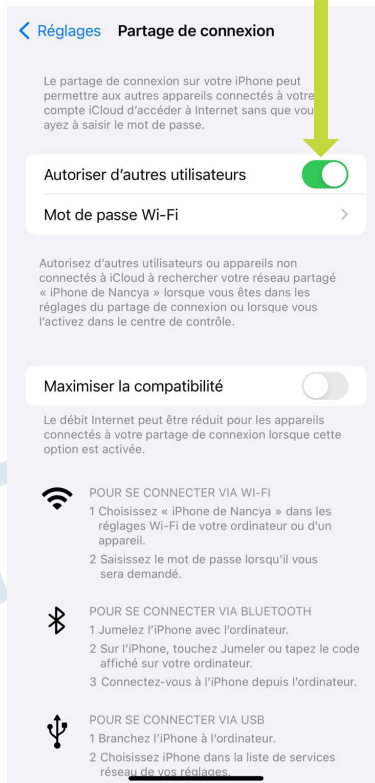 Réglages Partage de connexion
Le partage de connexion sur votre iPhone peut
permettre aux autres appareils connectés à votre
compte iCloud d'accéder à Internet sans que vou
ayez à saisir le mot de passe.
Autoriser d'autres utilisateurs
Mot de passe Wi-Fi
Autorisez d'autres utilisateurs ou appareils non
connectés à iCloud à rechercher votre réseau partagé
« iPhone de Nancya » lorsque vous êtes dans les
réglages du partage de connexion ou lorsque vous
l'activez dans le centre de contrôle.
Maximiser la compatibilité
Le débit Internet peut être réduit pour les appareils
connectés à votre partage de connexion lorsque cette
option est activée.
POUR SE CONNECTER VIA WI-FI
1 Choisissez « iPhone de Nancya » dans les
réglages Wi-Fi de votre ordinateur ou d'un
appareil.
2 Saisissez le mot de passe lorsqu'il vous
sera demandé.
POUR SE CONNECTER VIA BLUETOOTH
1 Jumelez l'iPhone avec l'ordinateur.
2 Sur l'iPhone, touchez Jumeler ou tapez le code
affiché sur votre ordinateur.
3 Connectez-vous à l'iPhone depuis l'ordinateur.
POUR SE CONNECTER VIA USB
1 Branchez l'iPhone à l'ordinateur.
2 Choisissez iPhone dans la liste de services
réseau de vos réglages.